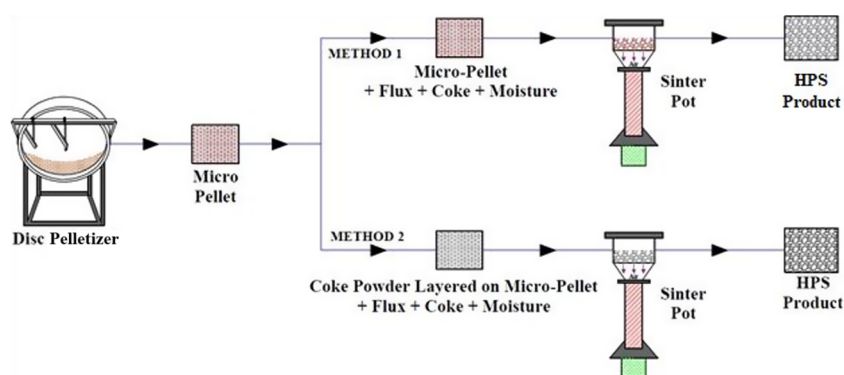 METHOD 1
Micro-Pellet
+ Flux + Coke + Moisture
Sinter
Pot
HPS
Product
Micro
Pellet
Disc Pelletizer
METHOD 2
Coke Powder Layered on Micro-Pellet
+ Flux + Coke + Moisture
Sinter
Pot
HPS
Product